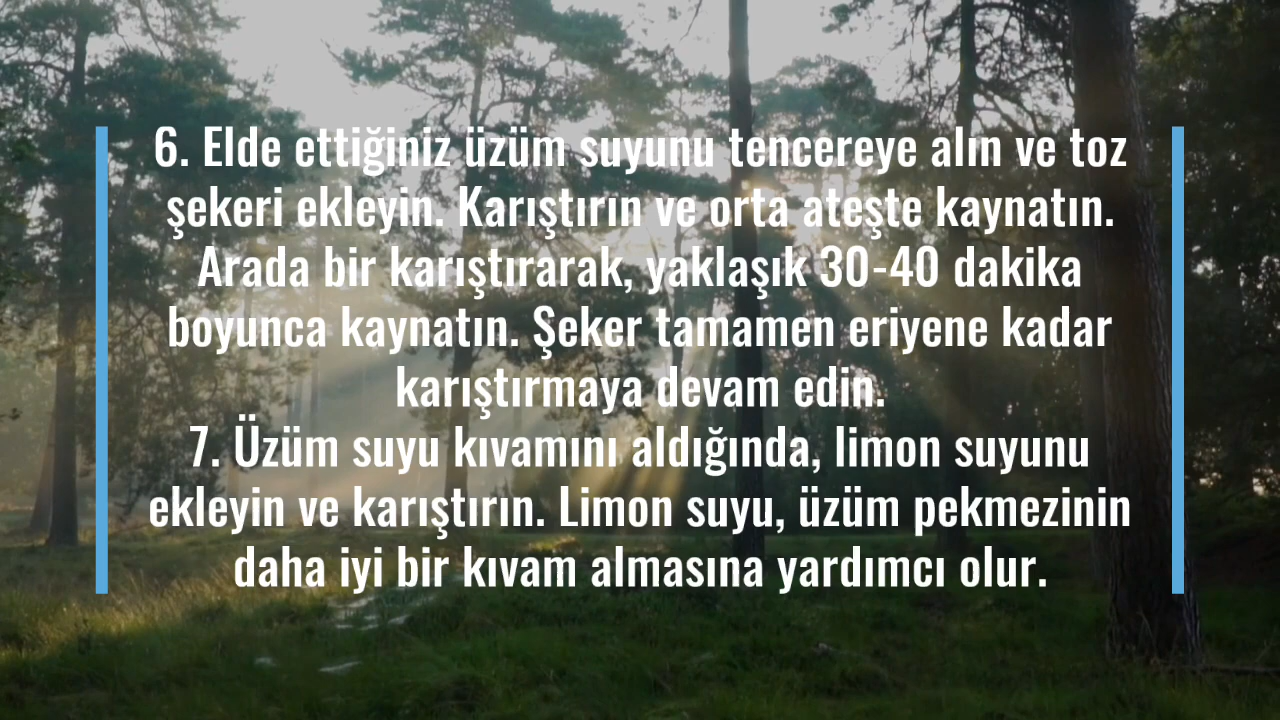 6. Elde ettiğiniz üzüm suyunu tencereye alın ve toz
şekeri ekleyin. Karıştırın ve orta ateşte kaynatın.
Arada bir karıştırarak, yaklaşık 30-40 dakika
boyunca kaynatın. Şeker tamamen eriyene kadar
karıştırmaya devam edin.
7. Üzüm suyu kıvamını aldığında, limon suyunu
ekleyin ve karıştırın. Limon suyu, üzüm pekmezinin
daha iyi bir kıvam almasına yardımcı olur.